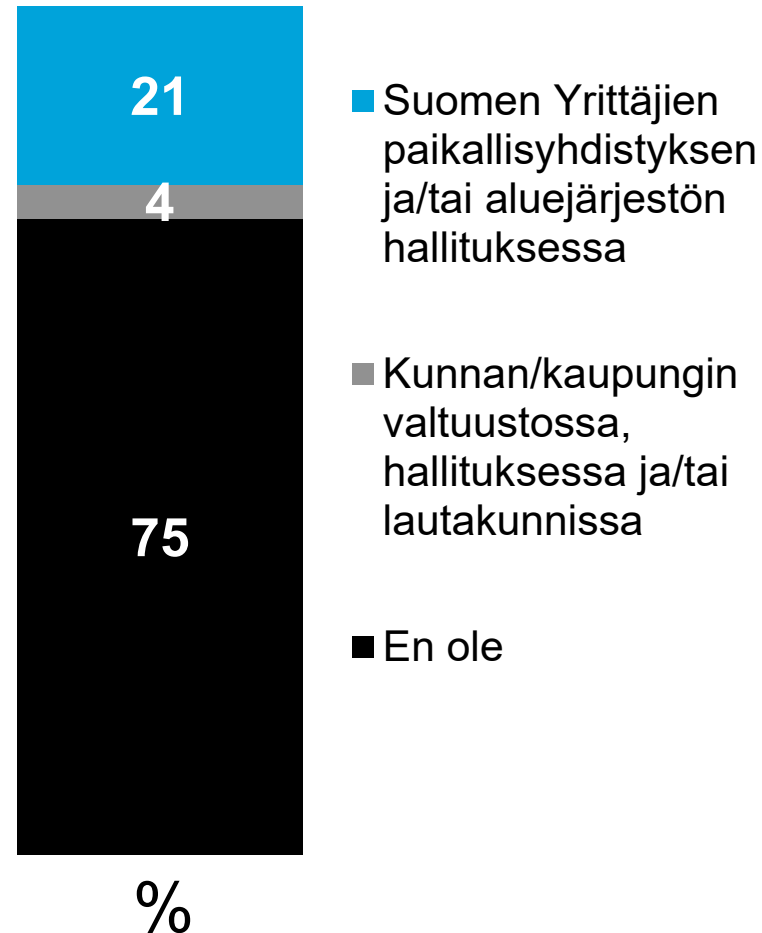 21
4
75
%
Suomen Yrittäjien
paikallisyhdistyksen
ja/tai aluejärjestön
hallituksessa
Kunnan/kaupungin
valtuustossa,
hallituksessa ja/tai
lautakunnissa
En ole